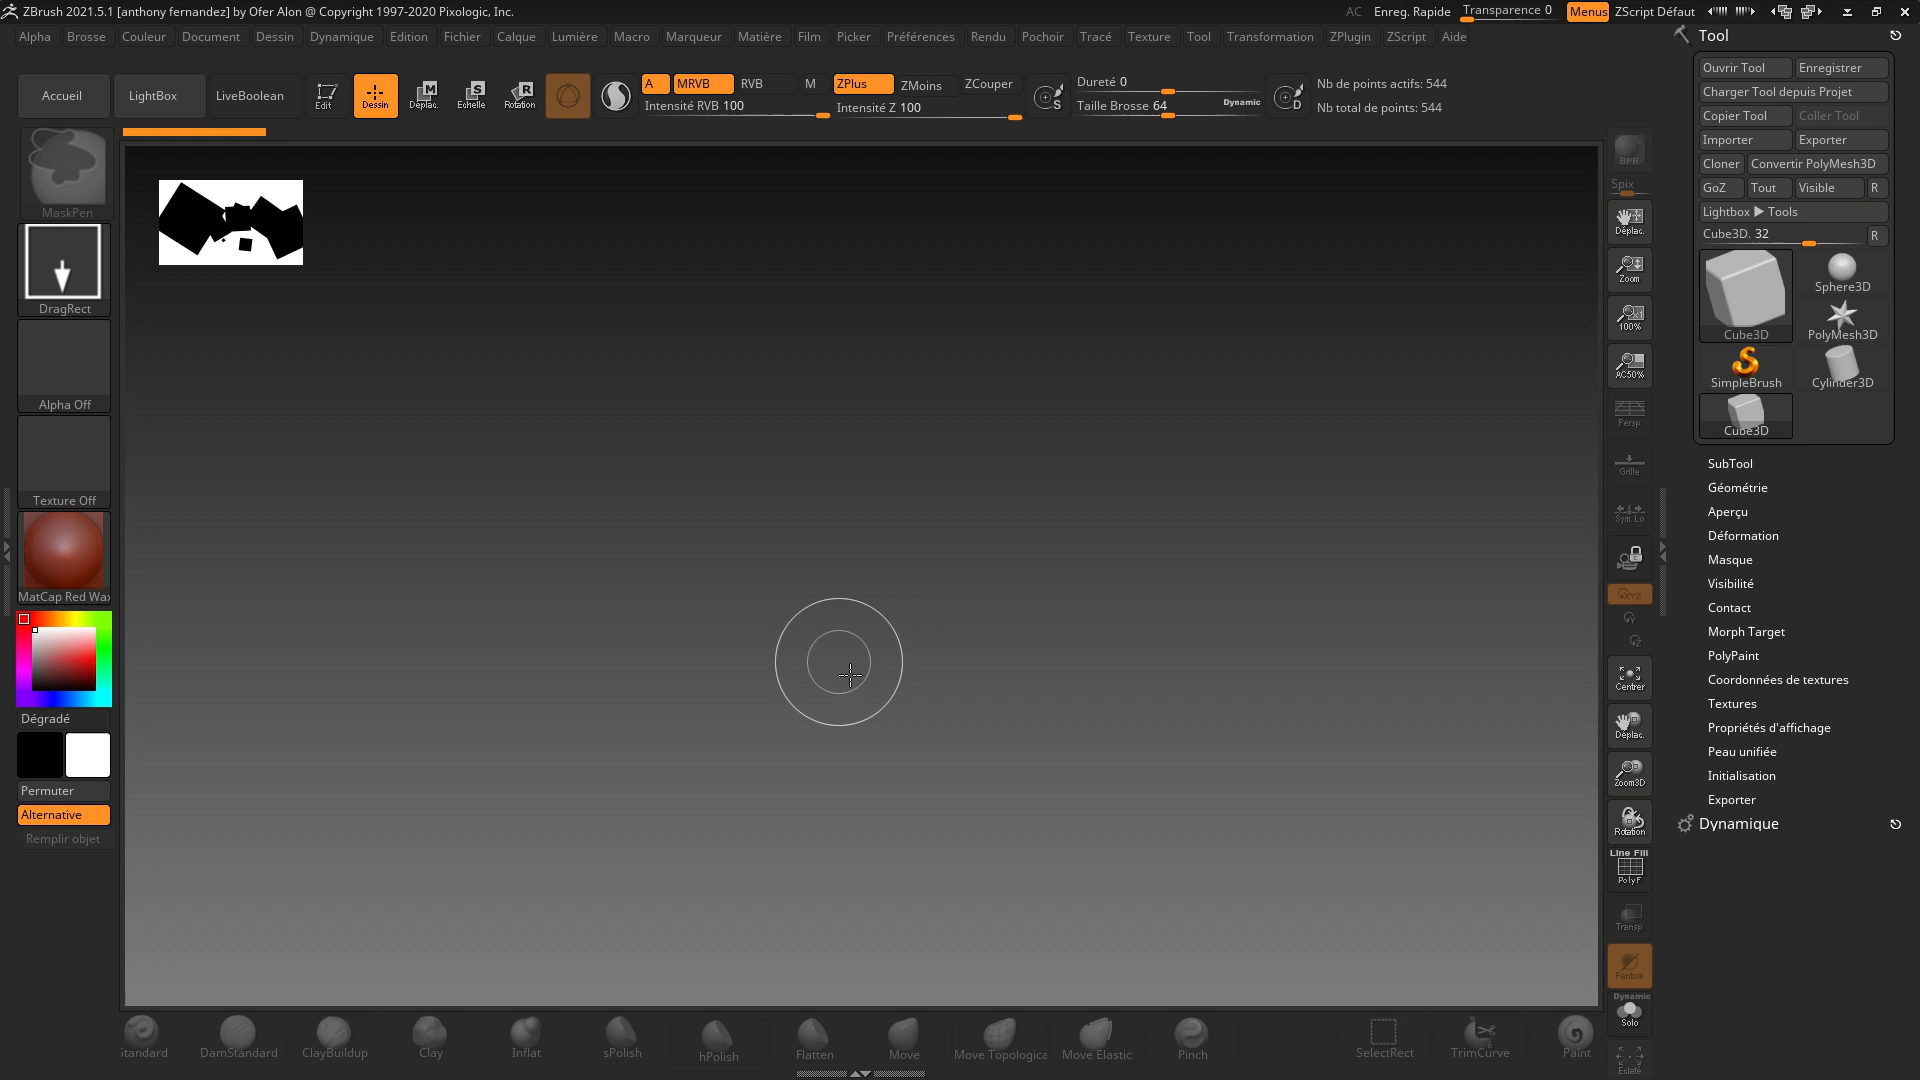 ZBrush 2021.5.1 [anthony fernandez] by Ofer Alon @ Copyright 1997-2020 Pixologic, Inc.
AC Enreg. Rapide Transparence 0 Menus ZScript Défaut
Alpha Brosse Couleur Document Dessin Dynamique Edition Fichier Calque Lumière Macro Marqueur Matière Film Picker Préférences Rendu Pochoir Tracé Texture Tool Transformation ZPlugin ZScript Aide
Accueil LightBox LiveBoolean Edit Dessin Déplac. Echelle Rotation
A MRVB RVB M ZPlus ZMoins ZCouper
Intensité RVB 100 Intensité Z 100
S
Dureté 0
Taille Brosse 64 Dynamic
D
Nb de points actifs: 544
Nb total de points: 544
MaskPen
DragRect
Alpha Off
Texture Off
MatCap Red Wax
Dégradé
Permuter
Alternative
Remplir objet
BPR
Spix
Déplac.
Zoom
100%
AC50%
Persp
Grille
Sym. Lo
XYZ
Y
Z
Centrer
Déplac.
Zoom3D
Rotation
Line Fill
PolyF
Transp
Fantom
Dynamic
Solo
Eclaté
Tool
Ouvrir Tool Enregistrer
Charger Tool depuis Projet
Copier Tool Coller Tool
Importer Exporter
Cloner Convertir PolyMesh3D
GoZ Tout Visible R
Lightbox ▶ Tools
Cube3D. 32 R
Cube3D Sphere3D
PolyMesh3D
SimpleBrush Cylinder3D
Cube3D
SubTool
Géométrie
Aperçu
Déformation
Masque
Visibilité
Contact
Morph Target
PolyPaint
Coordonnées de textures
Textures
Propriétés d'affichage
Peau unifiée
Initialisation
Exporter
Dynamique
Standard DamStandard ClayBuildup Clay Inflat sPolish hPolish Flatten Move Move Topologica Move Elastic Pinch SelectRect TrimCurve Paint